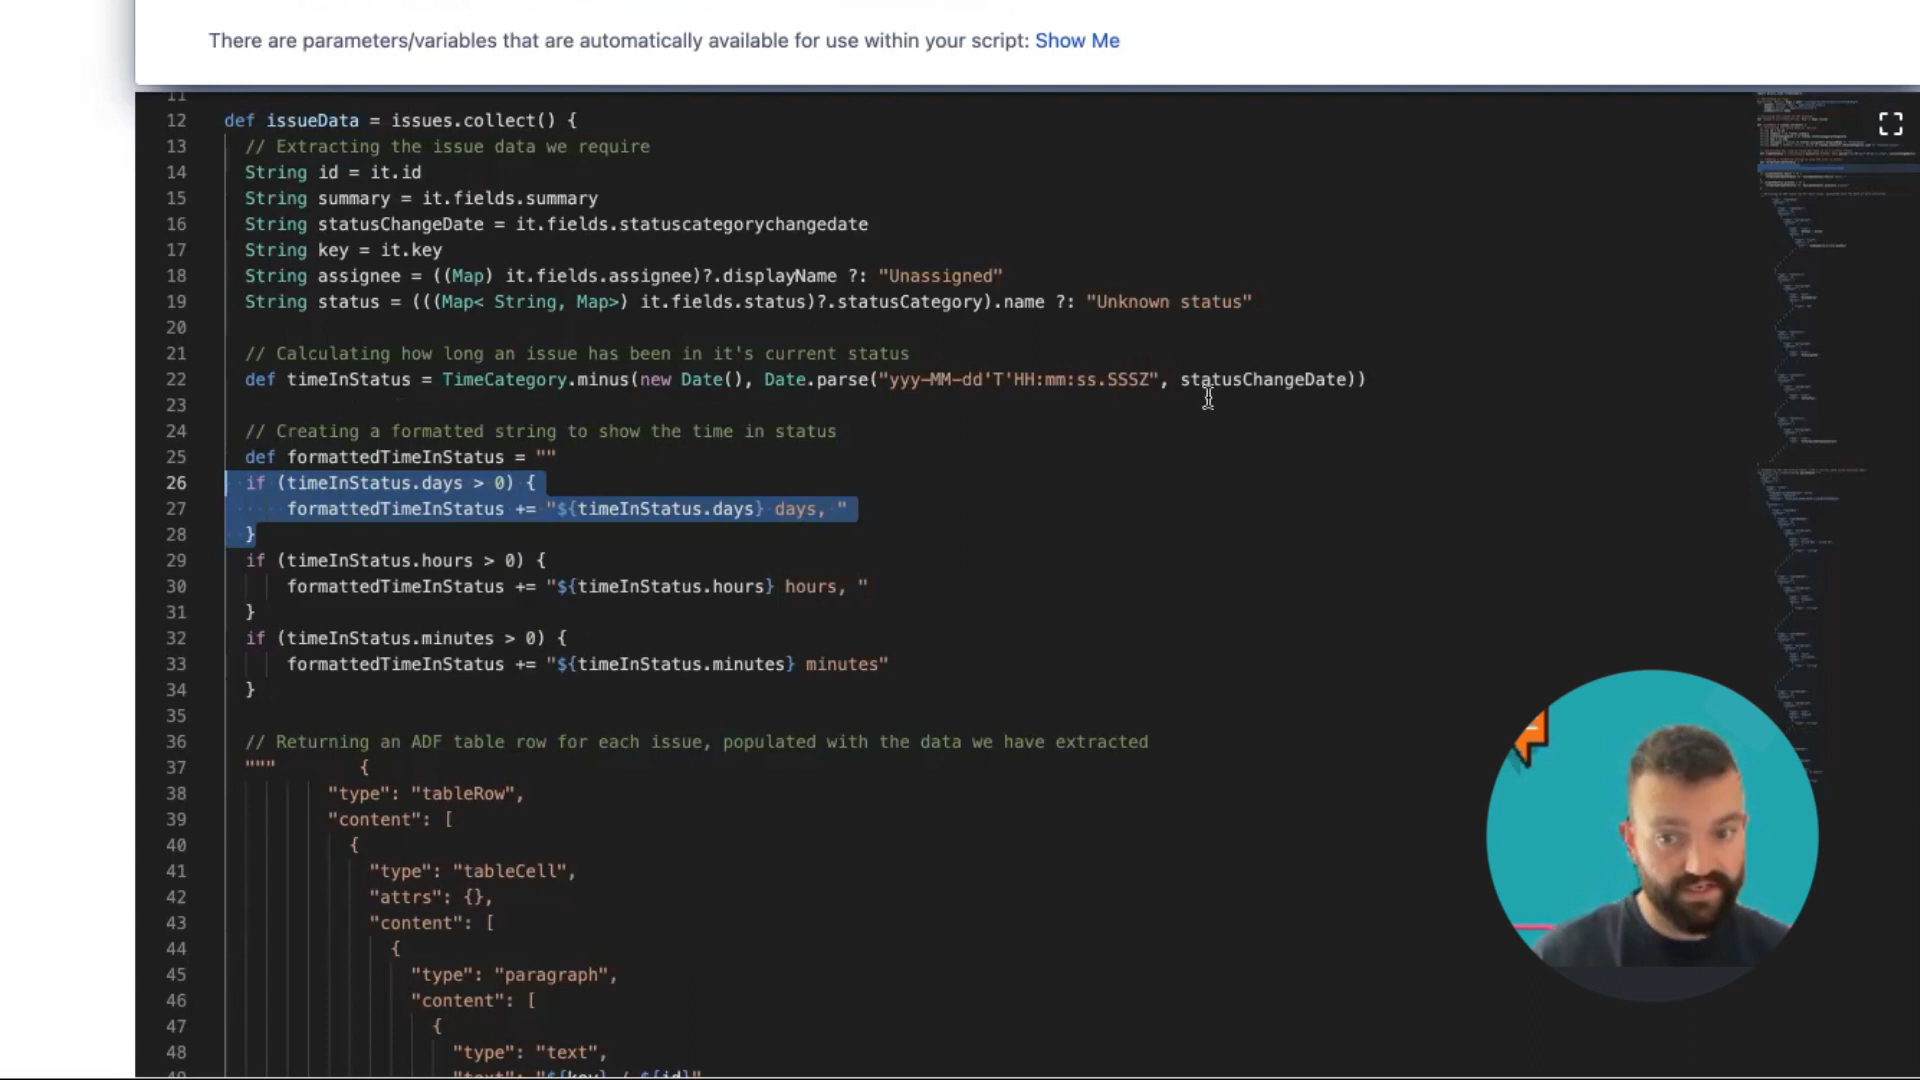 There are parameters/variables that are automatically available for use within your script: Show Me
11
12 def issueData = issues.collect() {
13 // Extracting the issue data we require
14 String id = it.id
15 String summary = it.fields.summary
16 String statusChangeDate = it.fields.statuscategorychangedate
17 String key = it.key
18 String assignee = ((Map) it.fields.assignee)?.displayName ?: "Unassigned"
19 String status = (((Map< String, Map>) it.fields.status)?.statusCategory).name ?: "Unknown status"
20
21 // Calculating how long an issue has been in it's current status
22 def timeInStatus = TimeCategory.minus(new Date(), Date.parse("yyy-MM-dd'T'HH:mm:ss.SSSZ", statusChangeDate))
23
24 // Creating a formatted string to show the time in status
25 def formattedTimeInStatus = ""
26 if (timeInStatus.days > 0) {
27 formattedTimeInStatus += "${timeInStatus.days} days, "
28 }
29 if (timeInStatus.hours > 0) {
30 formattedTimeInStatus += "${timeInStatus.hours} hours, "
31 }
32 if (timeInStatus.minutes > 0) {
33 formattedTimeInStatus += "${timeInStatus.minutes} minutes"
34 }
35
36 // Returning an ADF table row for each issue, populated with the data we have extracted
37 """ {
38 "type": "tableRow",
39 "content": [
40 {
41 "type": "tableCell",
42 "attrs": {},
43 "content": [
44 {
45 "type": "paragraph",
46 "content": [
47 {
48 "type": "text",
49 "text": "${key} / ${id}"